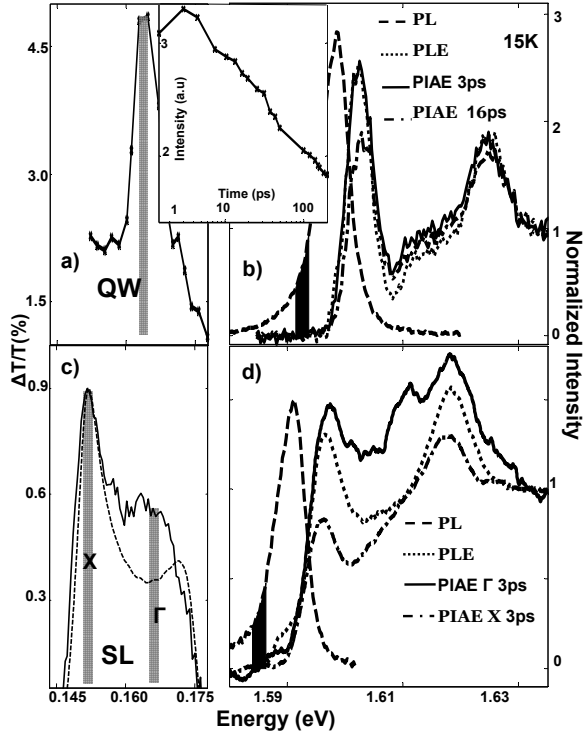 4.5
3.0
1.5
a)
QW
3
2
Intensity (a.u)
Time (ps)
1
10
100
PL
PLE
PIAE 3ps
PIAE 16ps
15K
b)
3
2
1
0
Normalized Intensity
ΔT/T(%)
c)
0.9
0.6
0.3
X
Γ
SL
0.145
0.160
0.175
d)
PL
PLE
PIAE Γ 3ps
PIAE X 3ps
1
0
1.59
1.61
1.63
Energy (eV)